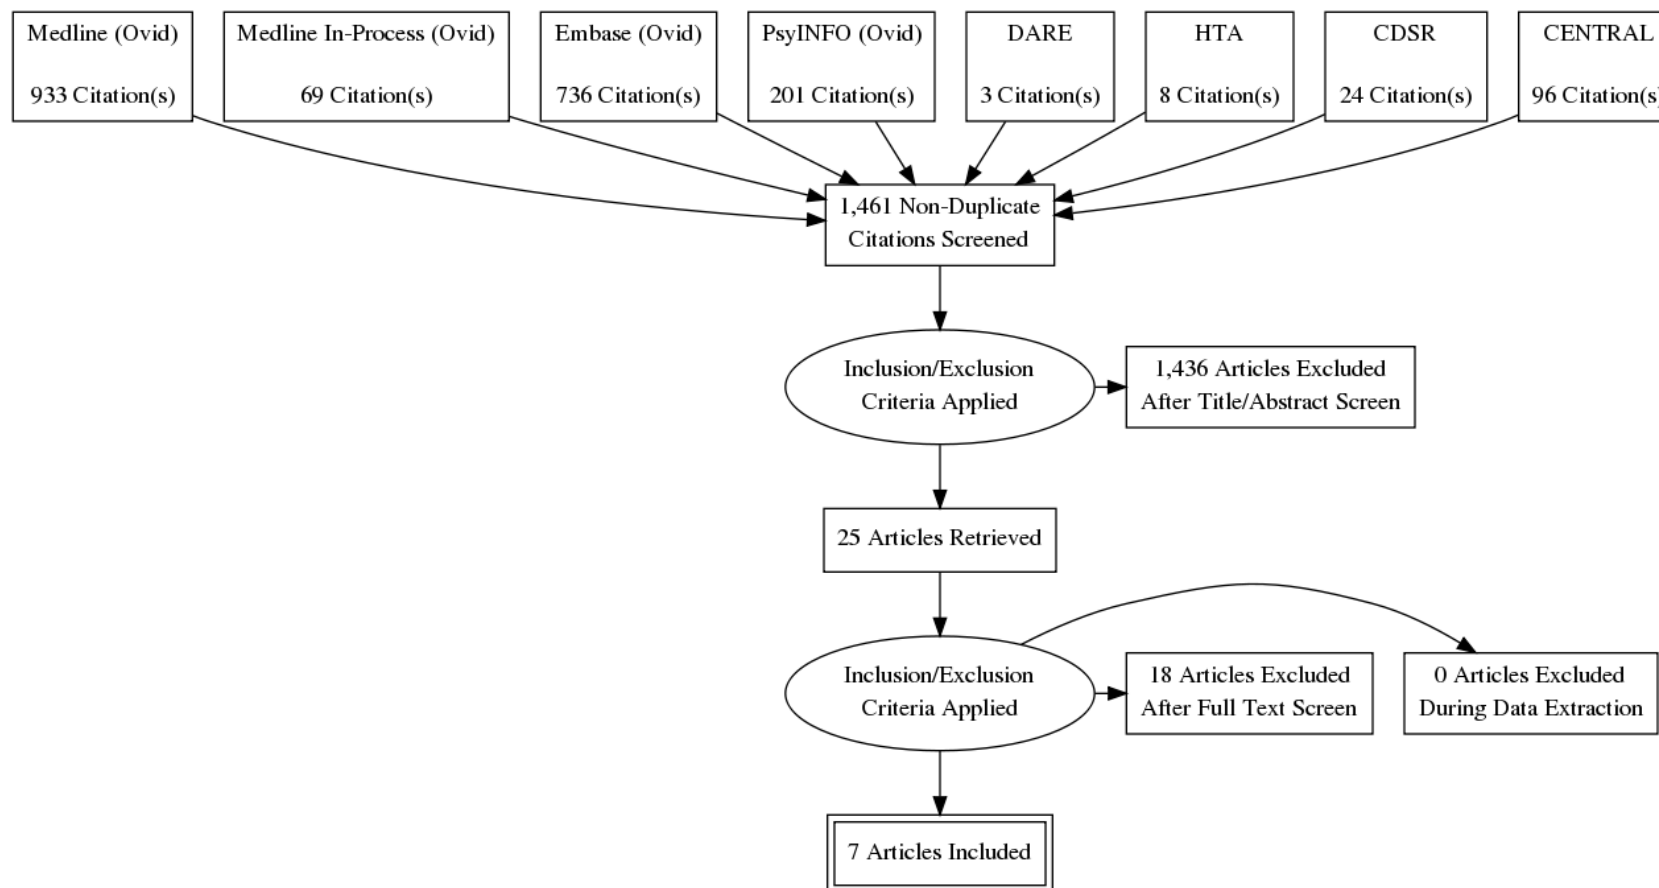 Medline (Ovid)
933 Citation(s)
Medline In-Process (Ovid)
69 Citation(s)
Embase (Ovid)
736 Citation(s)
PsyINFO (Ovid)
201 Citation(s)
DARE
3 Citation(s)
HTA
8 Citation(s)
CDSR
24 Citation(s)
CENTRAL
96 Citation(s)
1,461 Non-Duplicate
Citations Screened
Inclusion/Exclusion
Criteria Applied
1,436 Articles Excluded
After Title/Abstract Screen
25 Articles Retrieved
Inclusion/Exclusion
Criteria Applied
18 Articles Excluded
After Full Text Screen
0 Articles Excluded
During Data Extraction
7 Articles Included